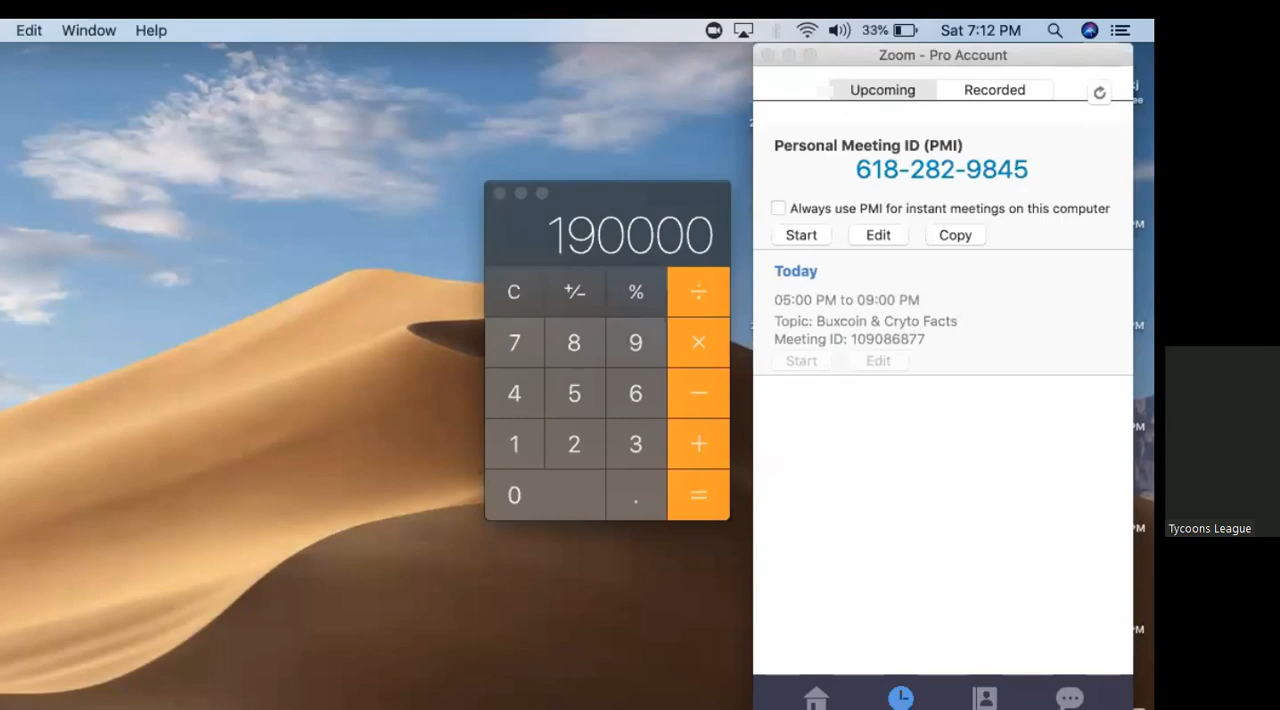 Edit Window Help 33% Sat 7:12 PM
Zoom - Pro Account
Upcoming Recorded
Personal Meeting ID (PMI)
618-282-9845
Always use PMI for instant meetings on this computer
Start Edit Copy
Today
05:00 PM to 09:00 PM
Topic: Buxcoin & Cryto Facts
Meeting ID: 109086877
Start Edit
190000
C +/- % ÷
7 8 9 ×
4 5 6 −
1 2 3 +
0 . =
Tycoons League